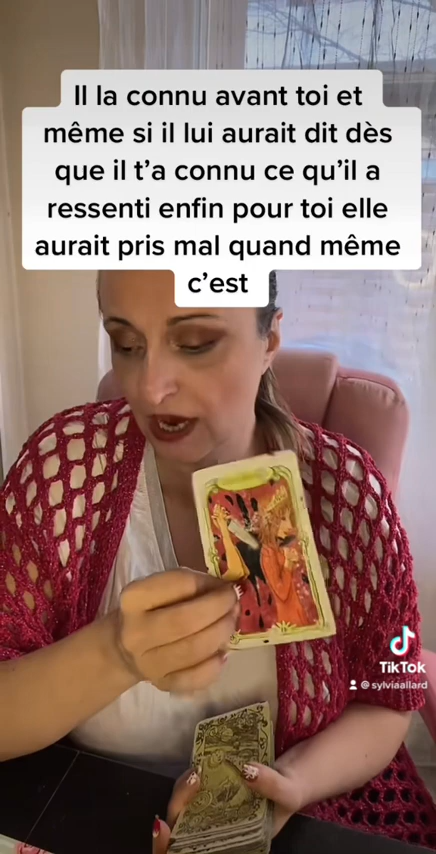 Il la connu avant toi et
même si il lui aurait dit dès
que il t’a connu ce qu’il a
ressenti enfin pour toi elle
aurait pris mal quand même
c’est
TikTok
@sylviaallard